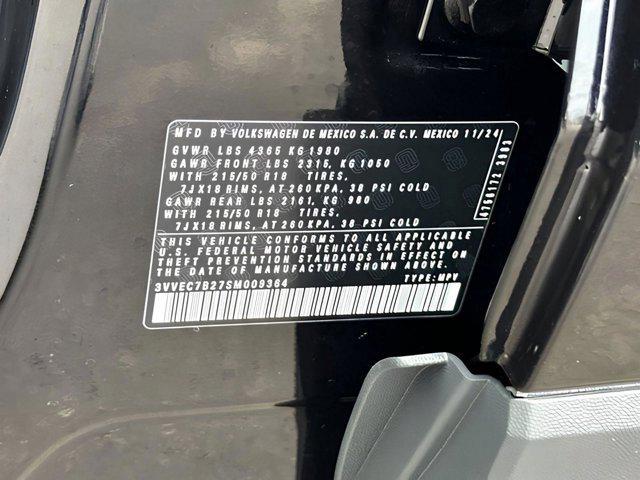 MFD BY VOLKSWAGEN DE MEXICO S.A. DE C.V. MEXICO 11/24
GVWR LBS 4365 KG 1980
GAWR FRONT LBS 2315, KG 1050
WITH 215/50 R18 TIRES,
7JX18 RIMS, AT 260 KPA, 38 PSI COLD
GAWR REAR LBS 2161, KG 980
WITH 215/50 R18 TIRES,
7JX18 RIMS, AT 260 KPA, 38 PSI COLD
THIS VEHICLE CONFORMS TO ALL APPLICABLE
U.S. FEDERAL MOTOR VEHICLE SAFETY AND
THEFT PREVENTION STANDARDS IN EFFECT ON
THE DATE OF MANUFACTURE SHOWN ABOVE.
3VVEC7B27SM009364 TYPE: MPV